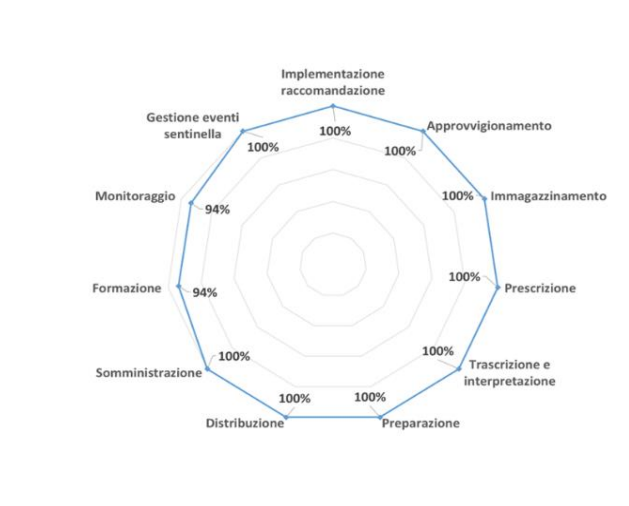 Implementazione
raccomandazione
100%
Approvvigionamento
100%
Immagazzinamento
100%
Prescrizione
100%
Trascrizione e
interpretazione
100%
Preparazione
100%
Distribuzione
100%
Somministrazione
100%
Formazione
94%
Monitoraggio
94%
Gestione eventi
sentinella
100%